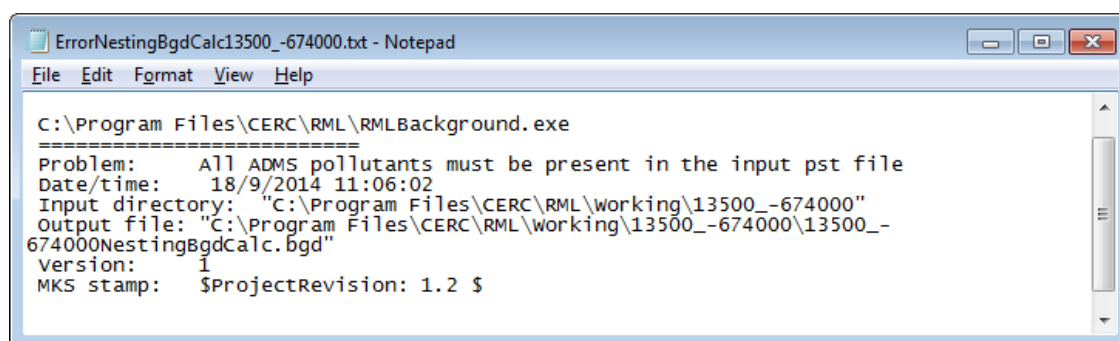 ErrorNestingBgdCalc13500_-674000.txt - Notepad
File Edit Format View Help
C:\Program Files\CERC\RML\RMLBackground.exe
==========================
Problem: All ADMS pollutants must be present in the input pst file
Date/time: 18/9/2014 11:06:02
Input directory: "C:\Program Files\CERC\RML\Working\13500_-674000"
Output file: "C:\Program Files\CERC\RML\Working\13500_-674000\13500_-
674000NestingBgdCalc.bgd"
Version: 1
MKS stamp: $ProjectRevision: 1.2 $